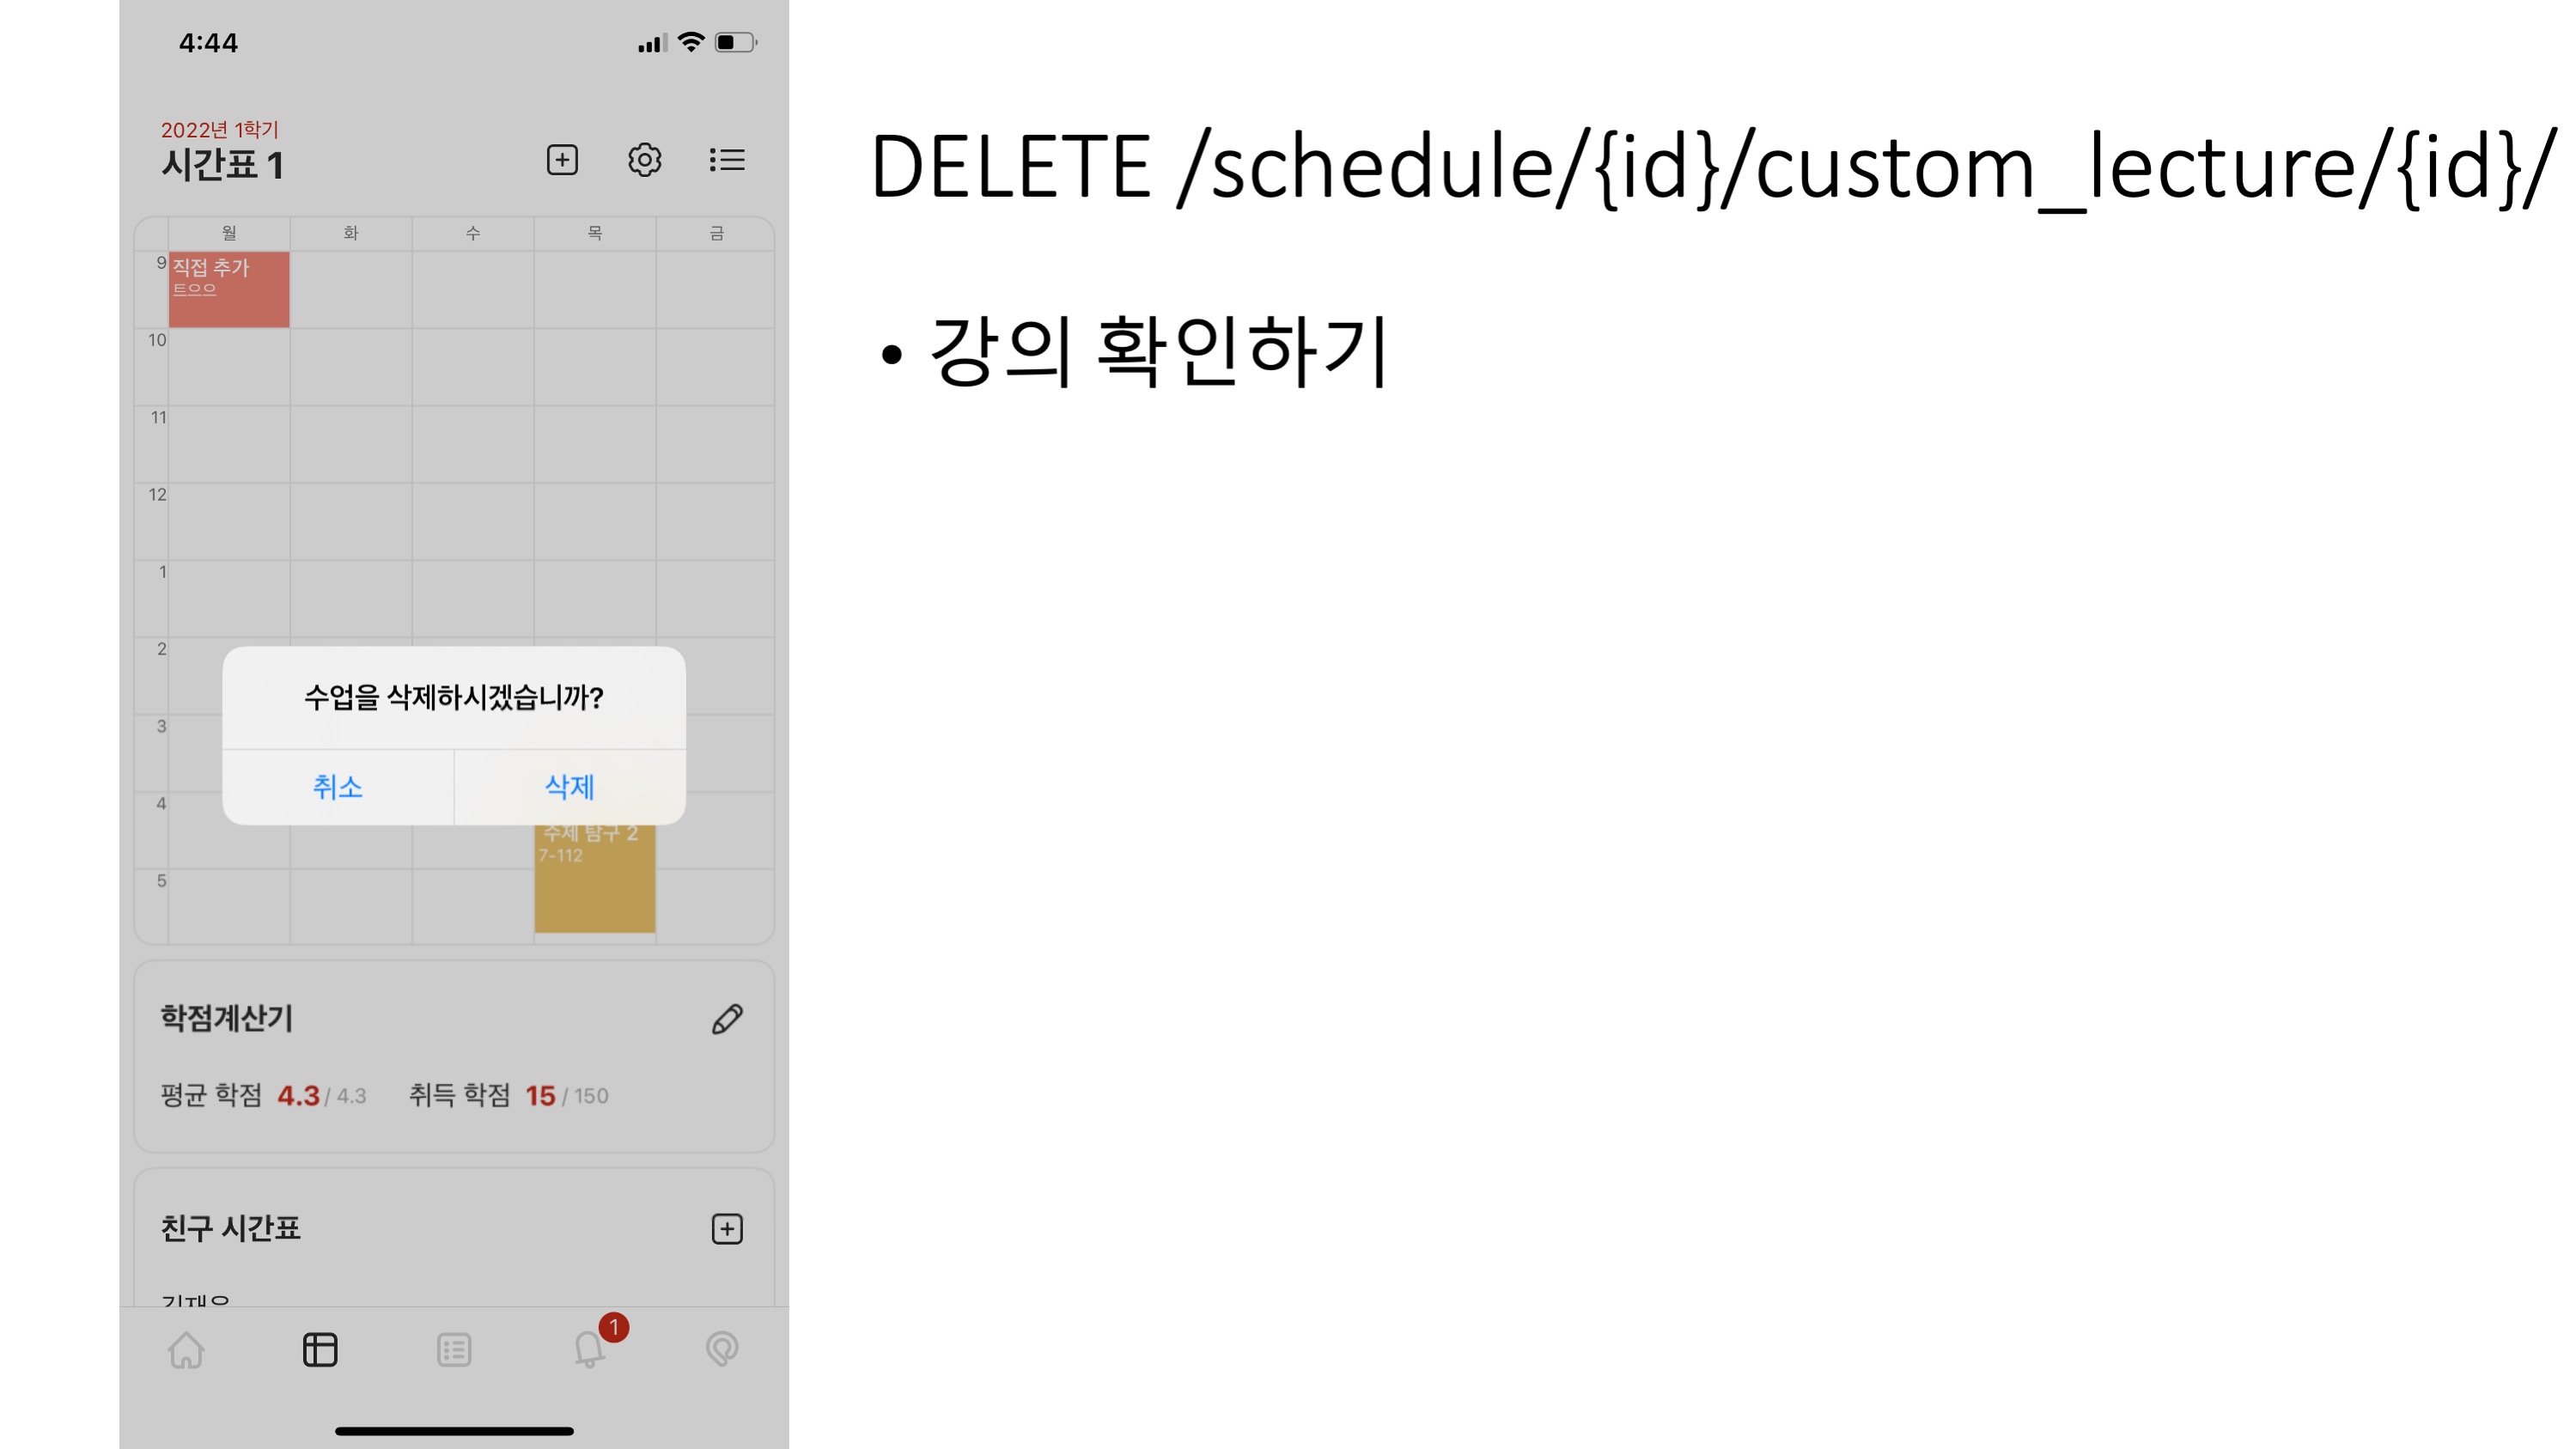 4:44
2022년 1학기
시간표 1
월 화 수 목 금
9
직접 추가
트으으
10
11
12
1
2
3
4
5
수업을 삭제하시겠습니까?
취소 삭제
주제 탐구 2
7-112
학점계산기
평균 학점 4.3 / 4.3 취득 학점 15 / 150
친구 시간표
1
DELETE /schedule/{id}/custom_lecture/{id}/
• 강의 확인하기